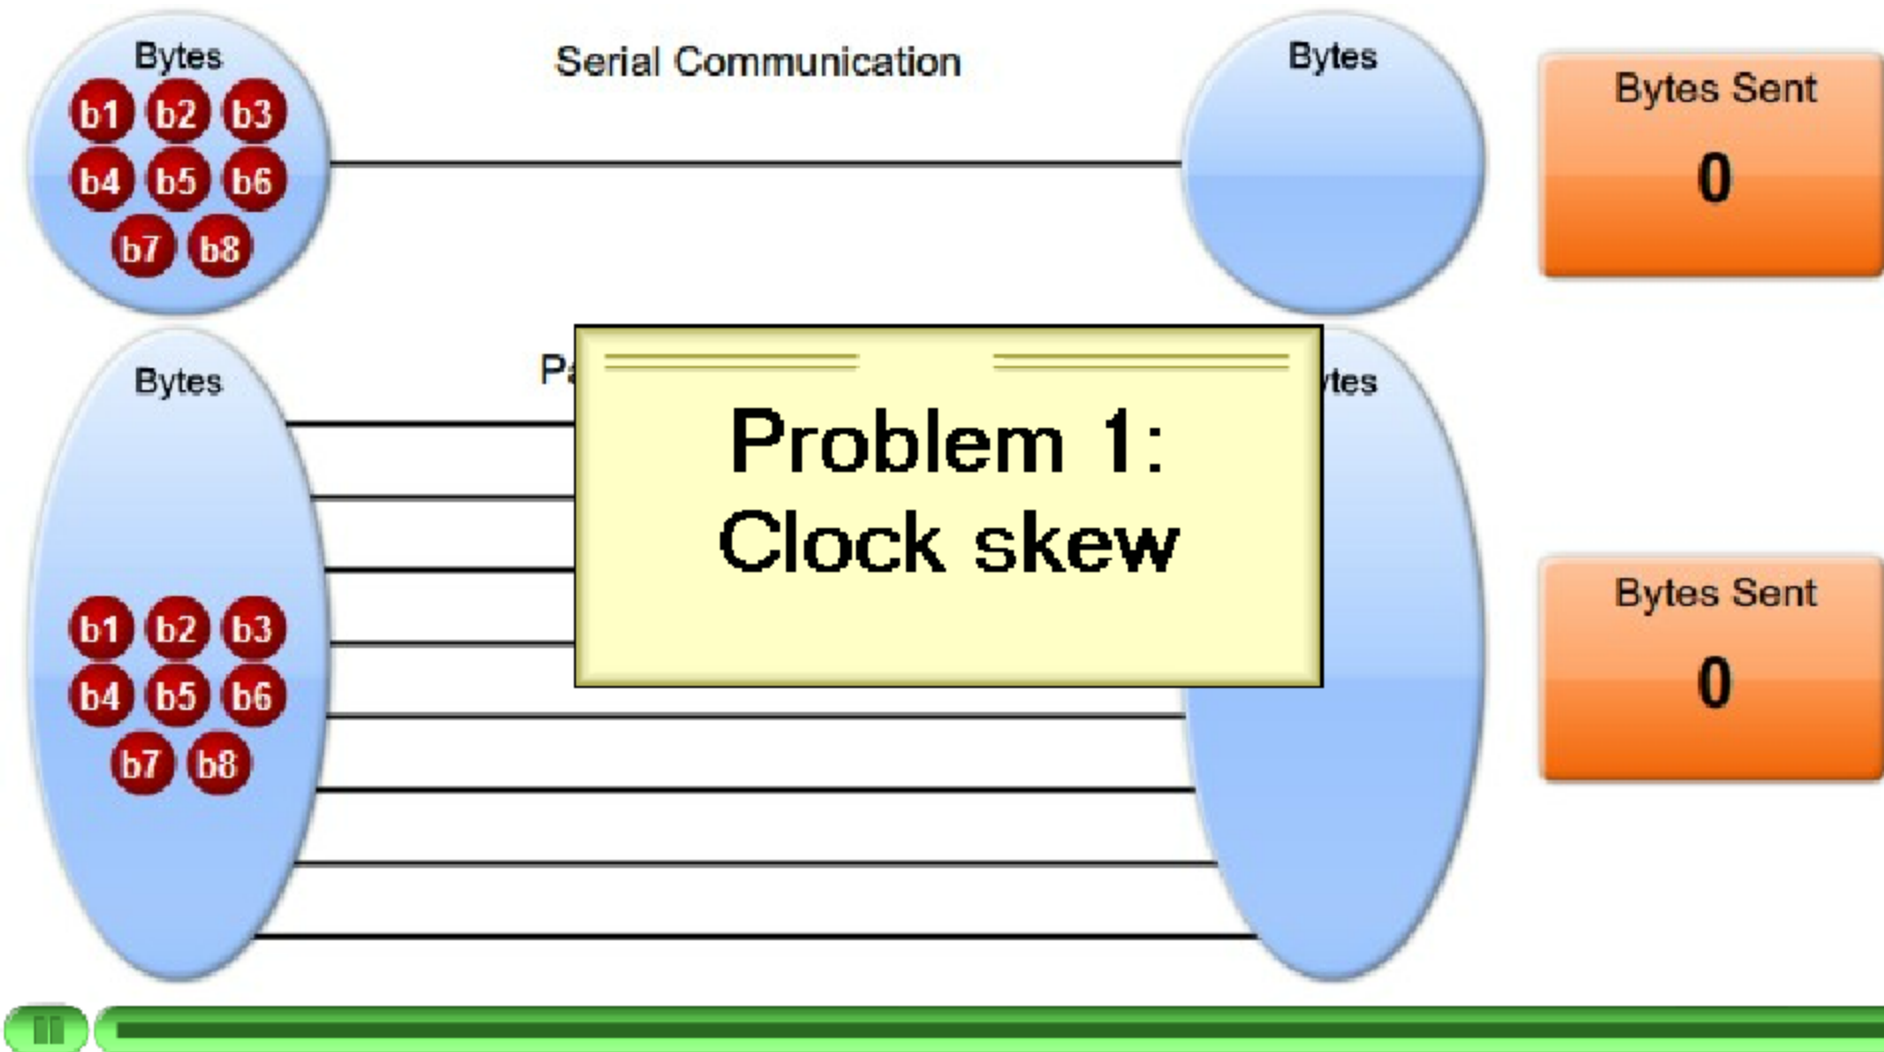 Bytes
Serial Communication
Bytes
Bytes Sent
b1 b2 b3
b4 b5 b6
b7 b8
0
Bytes
Problem 1:
Clock skew
Bytes Sent
b1 b2 b3
b4 b5 b6
b7 b8
0